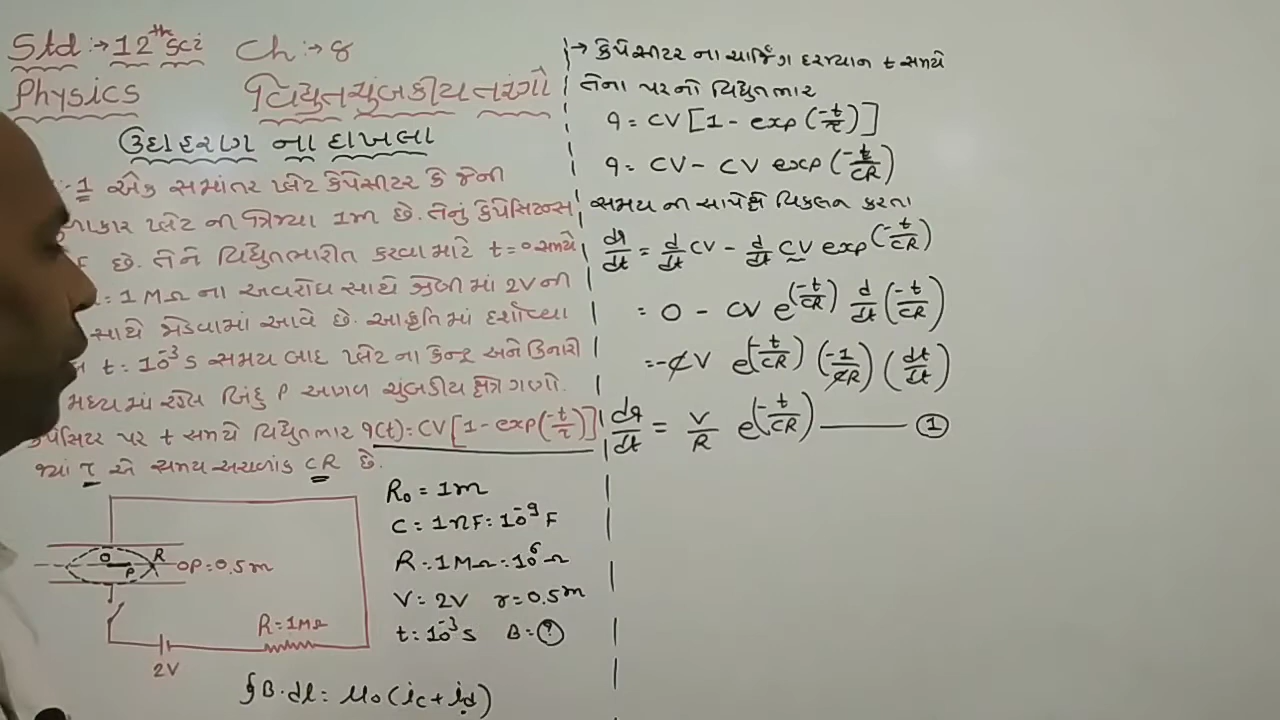 Std :→ 12th Sci Ch :→ 8
Physics વિદ્યુતચુંબકીય તરંગો
ઉદાહરણ ના દાખલા
:-1 એક સમાંતર પ્લેટ કેપેસીટર કે જેની
પ્લેટ ની ત્રિજ્યા 1m છે. તેનું કેપેસિટન્સ
F છે. તેને વિદ્યુતભારીત કરવા માટે t=0 સમયે
= 1 MΩ ના અવરોધ સાથે શ્રેણી માં 2V ની
સાથે જોડવામાં આવે છે. આકૃતિ માં દર્શાવ્યા
t = 10⁻³ s સમય બાદ પ્લેટ ના કેન્દ્ર અને કિનારી
મધ્યમાં રહેલ બિંદુ P આગળ ચુંબકીય ક્ષેત્ર ગણો.
કેપેસિટર પર t સમયે વિદ્યુતભાર q(t) = CV[1 - exp(-t/τ)]
જ્યાં τ એ સમય અચળાંક CR છે.
O R
P
OP = 0.5m
R = 1MΩ
2V
R₀ = 1m
C = 1nF = 10⁻⁹ F
R = 1MΩ = 10⁶ Ω
V = 2V r = 0.5m
t = 10⁻³ s B = ?
∮B·dl = μ₀(ic + id)
→ કેપેસીટર ના ચાર્જિંગ દરમ્યાન t સમયે
તેના પરનો વિદ્યુતભાર
q = CV[1 - exp(-t/τ)]
q = CV - CV exp(-t/CR)
સમય ની સાપેક્ષે વિકલન કરતા
dq/dt = d/dt CV - d/dt CV exp(-t/CR)
= 0 - CV e(-t/CR) d/dt (-t/CR)
= -CV e(-t/CR) (-1/CR) (dt/dt)
dq/dt = V/R e(-t/CR) —— ①